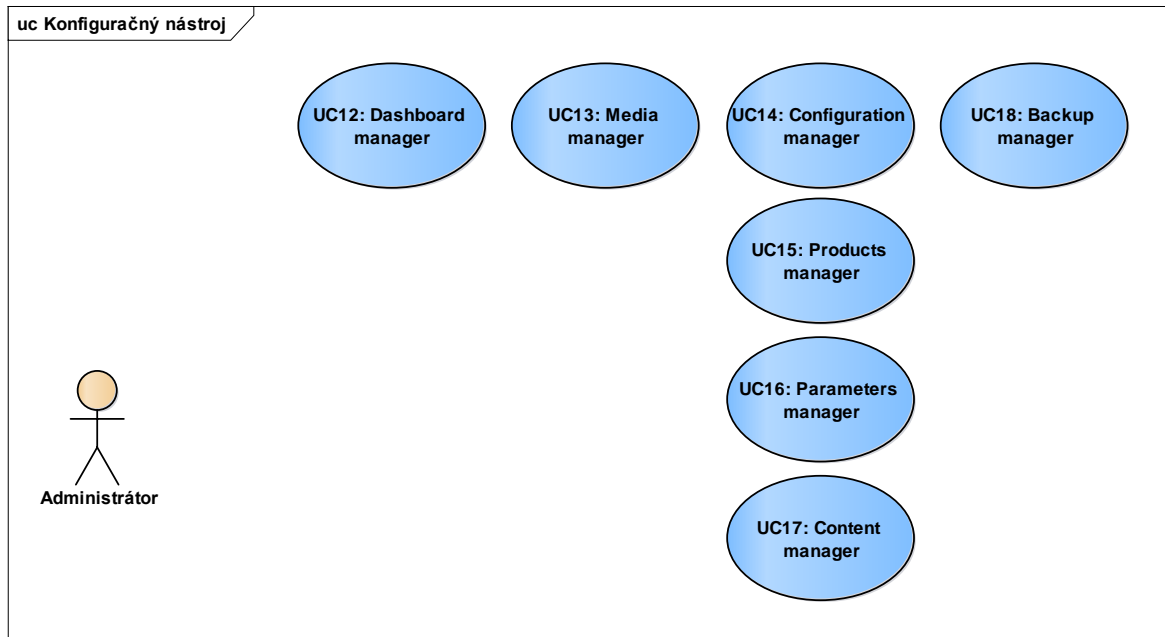 uc Konfiguračný nástroj
UC12: Dashboard
manager
UC13: Media
manager
UC14: Configuration
manager
UC18: Backup
manager
UC15: Products
manager
UC16: Parameters
manager
Administrátor
UC17: Content
manager